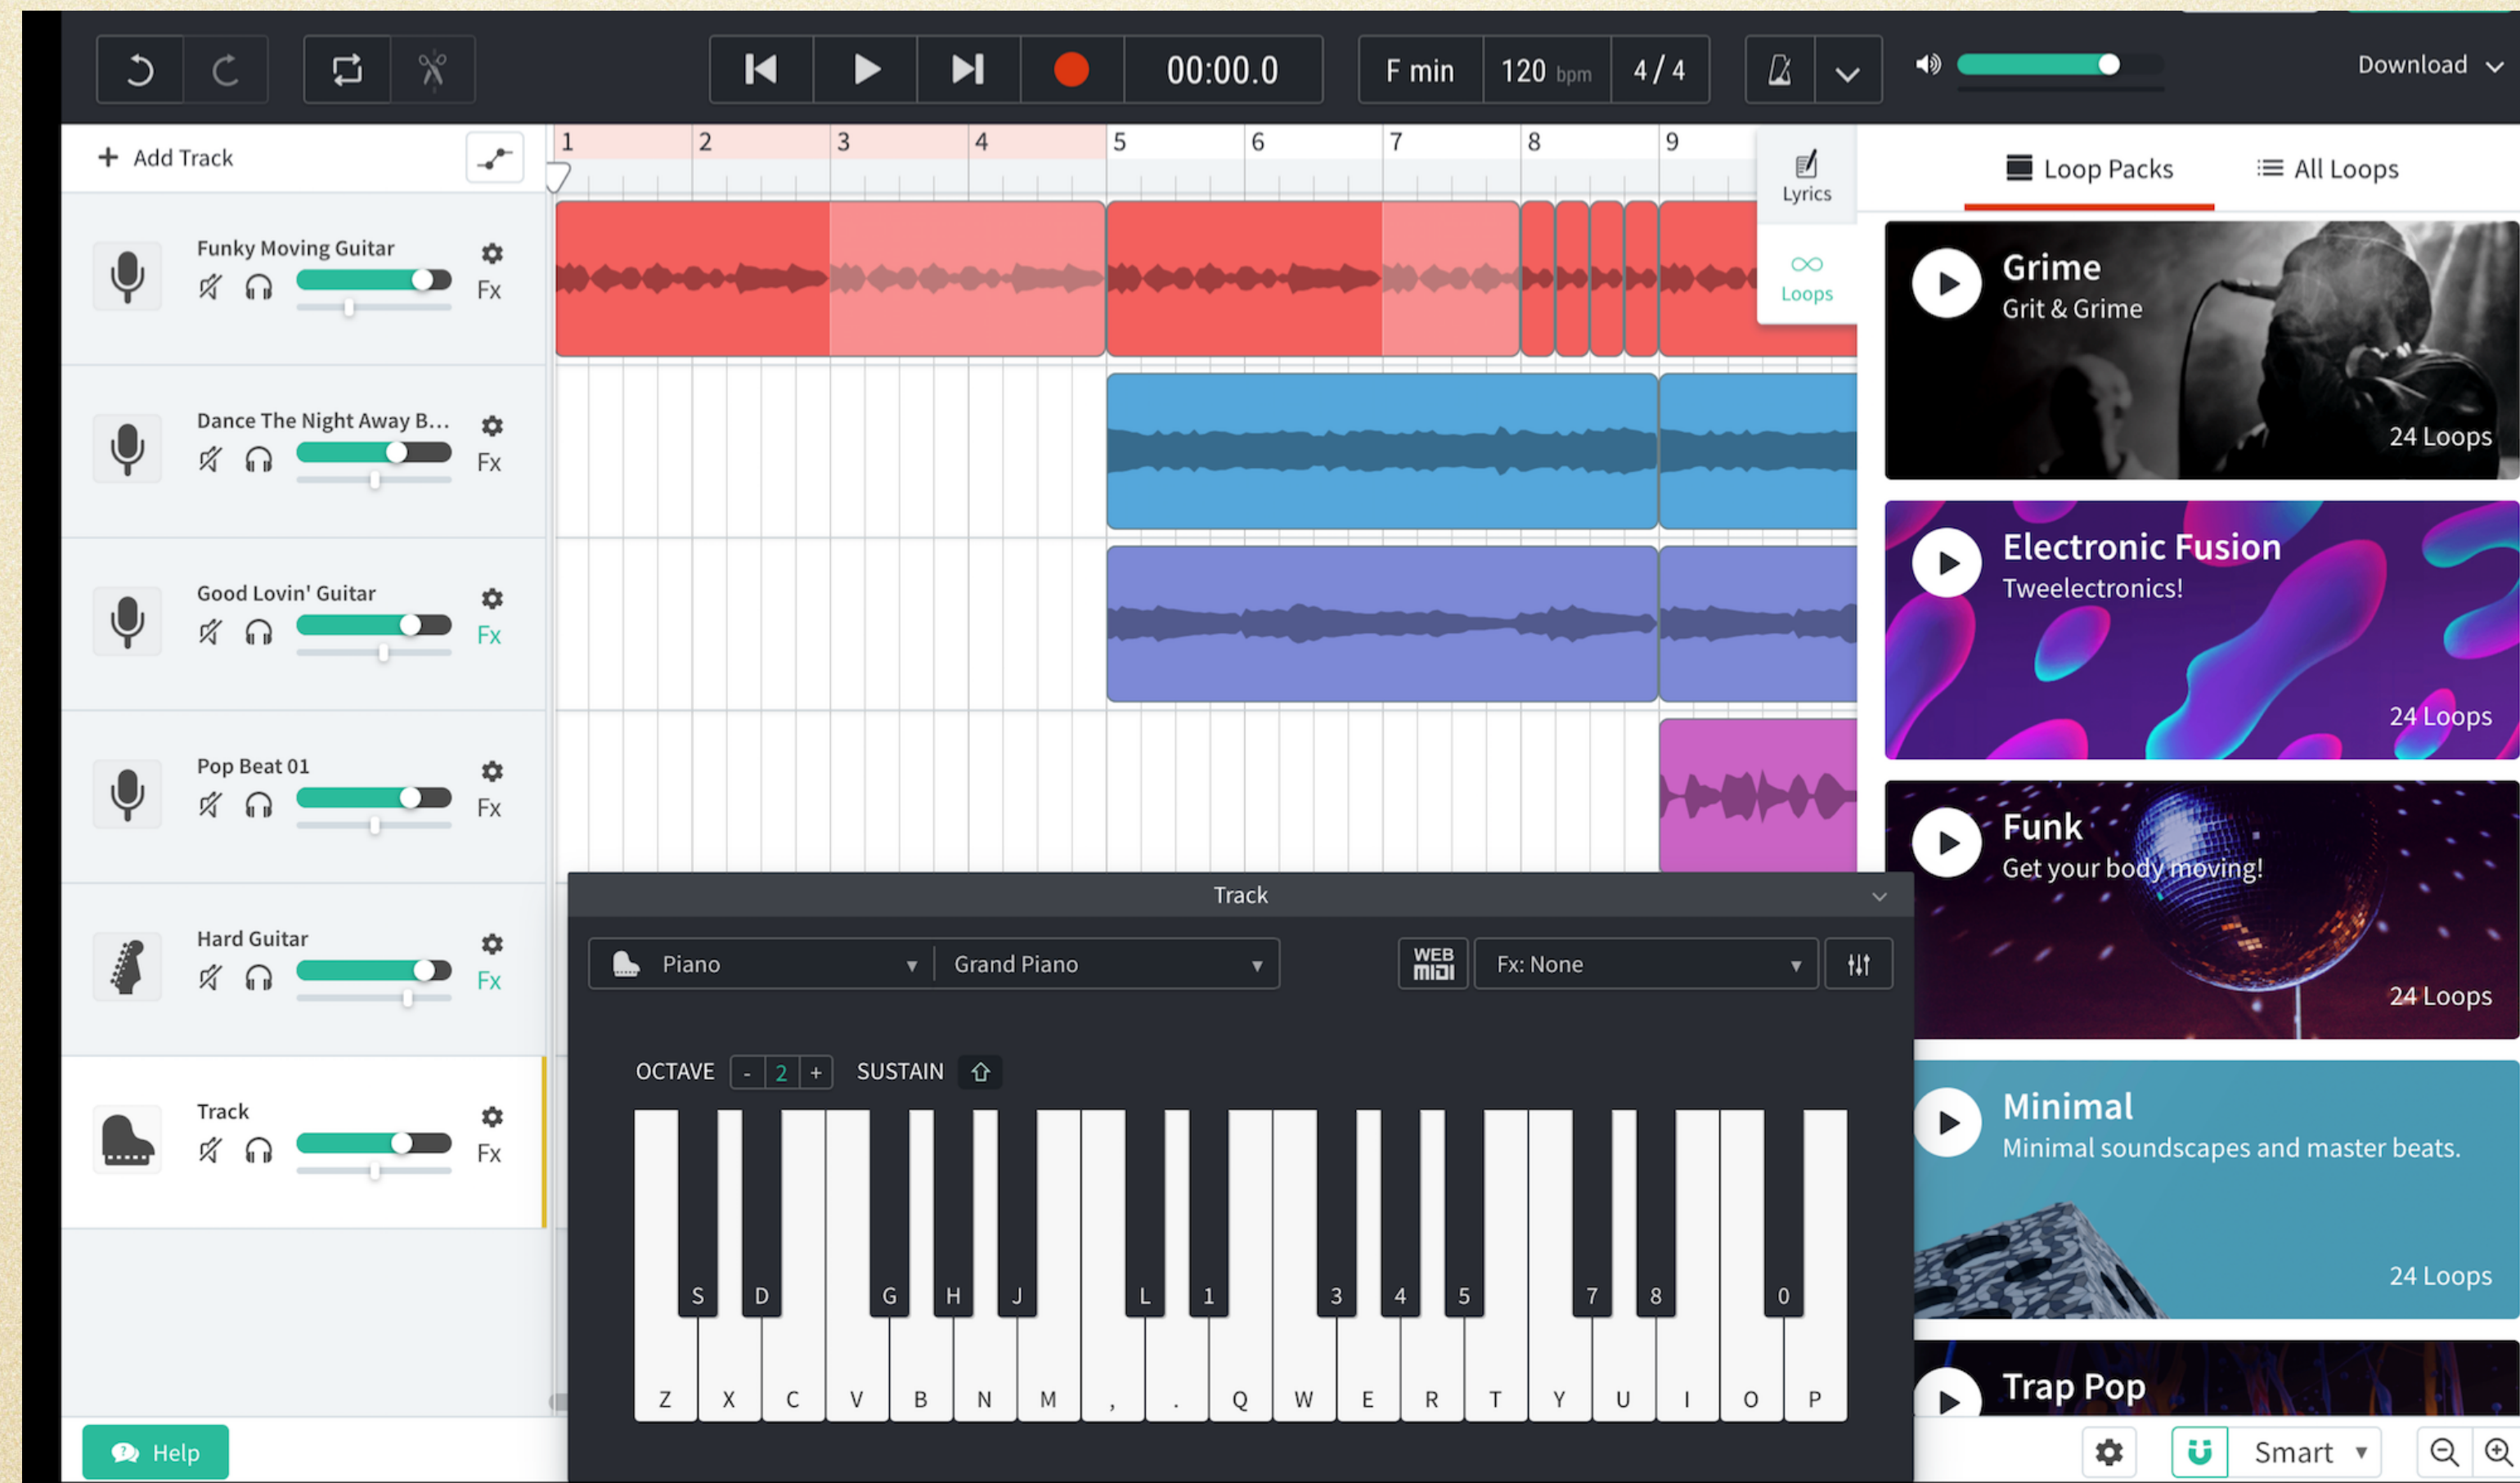 00:00.0
F min
120 bpm
4/4
Download
+ Add Track
1 2 3 4 5 6 7 8 9
Lyrics
Loops
Loop Packs
All Loops
Funky Moving Guitar
Fx
Dance The Night Away B...
Fx
Good Lovin' Guitar
Fx
Pop Beat 01
Fx
Hard Guitar
Fx
Track
Fx
Help
Grime
Grit & Grime
24 Loops
Electronic Fusion
Tweelectronics!
24 Loops
Funk
Get your body moving!
24 Loops
Minimal
Minimal soundscapes and master beats.
24 Loops
Trap Pop
Track
Piano
Grand Piano
WEB
MIDI
Fx: None
OCTAVE - 2 + SUSTAIN
S D G H J L 1 3 4 5 7 8 0
Z X C V B N M , . Q W E R T Y U I O P
Smart